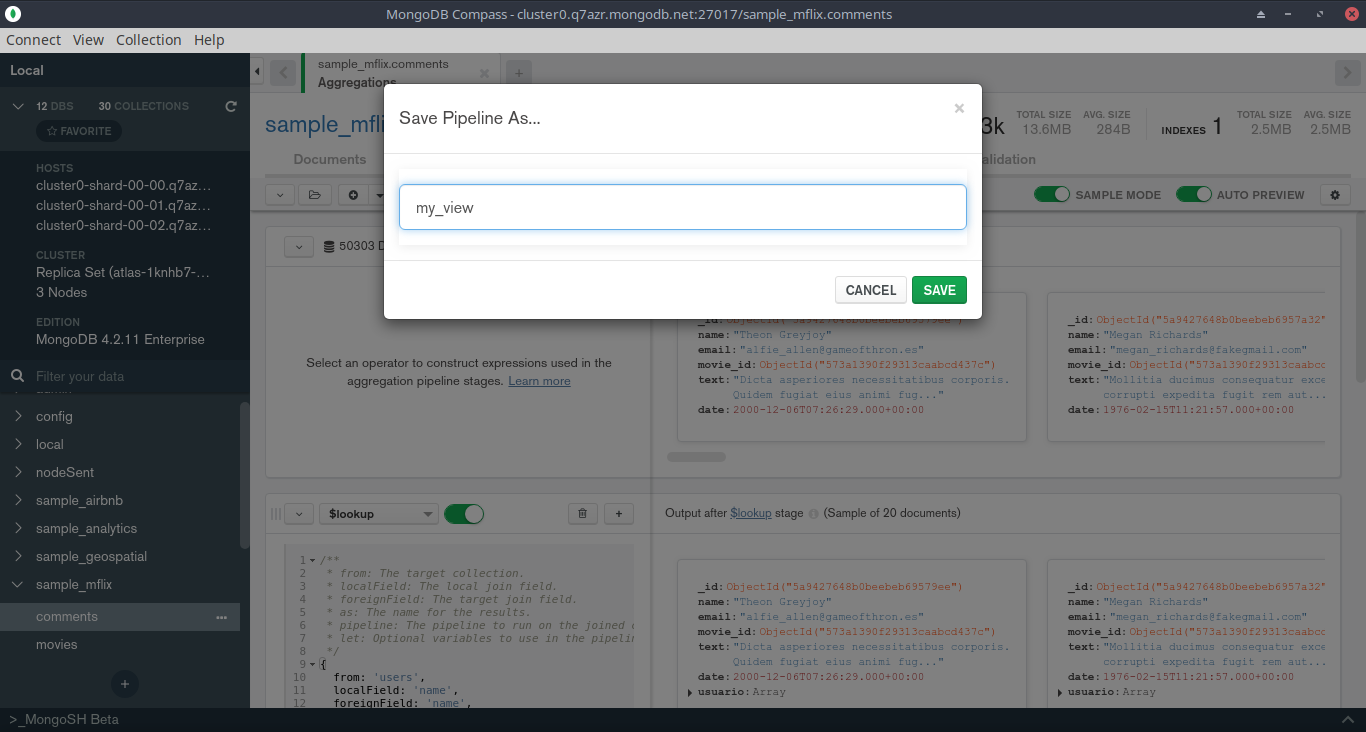 MongoDB Compass - cluster0.q7azr.mongodb.net:27017/sample_mflix.comments
Connect View Collection Help
Local
12 DBS 30 COLLECTIONS
FAVORITE
HOSTS
cluster0-shard-00-00.q7az...
cluster0-shard-00-01.q7az...
cluster0-shard-00-02.q7az...
CLUSTER
Replica Set (atlas-1knhb7-...
3 Nodes
EDITION
MongoDB 4.2.11 Enterprise
Filter your data
config
local
nodeSent
sample_airbnb
sample_analytics
sample_geospatial
sample_mflix
comments
movies
>_MongoSH Beta
sample_mflix.comments
Aggregations
sample_mfli
3k
TOTAL SIZE
13.6MB
AVG. SIZE
284B
INDEXES 1
TOTAL SIZE
2.5MB
AVG. SIZE
2.5MB
Documents
alidation
SAMPLE MODE
AUTO PREVIEW
Save Pipeline As...
my_view
CANCEL
SAVE
50303 D
Select an operator to construct expressions used in the
aggregation pipeline stages. Learn more
name: "Theon Greyjoy"
email: "alfie_allen@gameofthron.es"
movie_id: ObjectId("573a1390f29313caabcd437c")
text: "Dicta asperiores necessitatibus corporis.
Quidem fugiat eius animi fug..."
date: 2000-12-06T07:26:29.000+00:00
_id: ObjectId("5a9427648b0beebeb6957a32"
name: "Megan Richards"
email: "megan_richards@fakegmail.com"
movie_id: ObjectId("573a1390f29313caabcc
text: "Mollitia ducimus consequatur exce
corrupti expedita fugit rem aut...
date: 1976-02-15T11:21:57.000+00:00
$lookup
Output after $lookup stage (Sample of 20 documents)
1 /**
2 * from: The target collection.
3 * localField: The local join field.
4 * foreignField: The target join field.
5 * as: The name for the results.
6 * pipeline: The pipeline to run on the joined c
7 * let: Optional variables to use in the pipelin
8 */
9 {
10 from: 'users',
11 localField: 'name',
12 foreignField: 'name',
_id: ObjectId("5a9427648b0beebeb69579ee")
name: "Theon Greyjoy"
email: "alfie_allen@gameofthron.es"
movie_id: ObjectId("573a1390f29313caabcd437c")
text: "Dicta asperiores necessitatibus corporis.
Quidem fugiat eius animi fug..."
date: 2000-12-06T07:26:29.000+00:00
usuario: Array
_id: ObjectId("5a9427648b0beebeb6957a32"
name: "Megan Richards"
email: "megan_richards@fakegmail.com"
movie_id: ObjectId("573a1390f29313caabcc
text: "Mollitia ducimus consequatur exce
corrupti expedita fugit rem aut...
date: 1976-02-15T11:21:57.000+00:00
usuario: Array